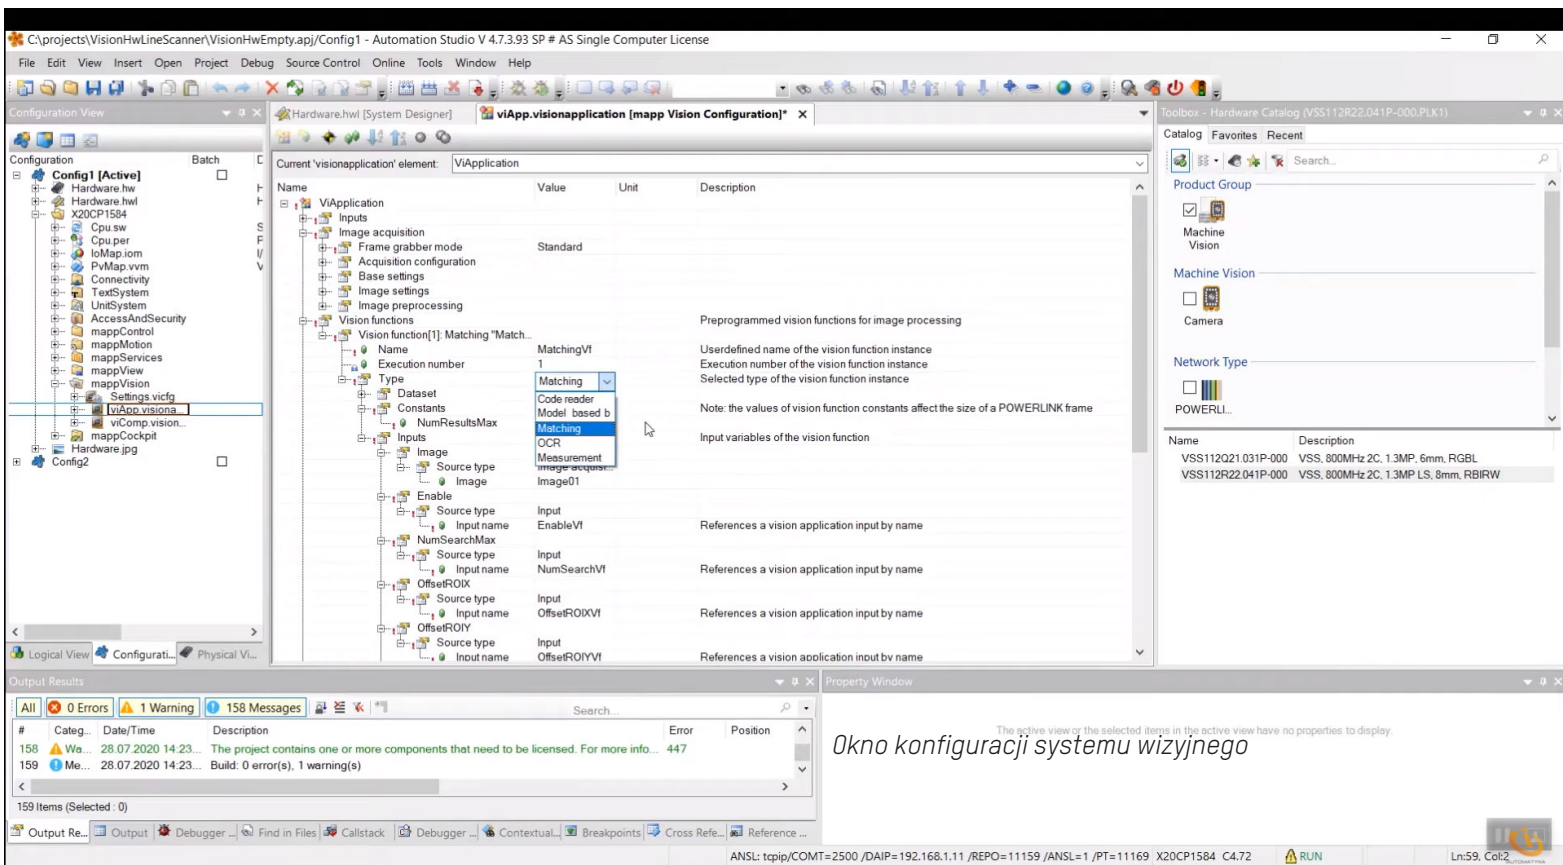 C:\projects\VisionHwLineScanner\VisionHwEmpty.apj/Config1 - Automation Studio V 4.7.3.93 SP # AS Single Computer License
File Edit View Insert Open Project Debug Source Control Online Tools Window Help
Configuration View
Configuration Batch D
Config1 [Active]
Hardware.hw H
Hardware.hwl H
X20CP1584
Cpu.sw S
Cpu.per F
IoMap.iom I/
PvMap.vvm V
Connectivity
TextSystem
UnitSystem
AccessAndSecurity
mappControl
mappMotion
mappServices
mappView
mappVision
Settings.vicfg
viApp.visiona...
viComp.vision...
mappCockpit
Hardware.jpg
Config2
Logical View Configurati... Physical Vi...
Hardware.hwl [System Designer] viApp.visionapplication [mapp Vision Configuration]* X
Current 'visionapplication' element: ViApplication
Name Value Unit Description
ViApplication
Inputs
Image acquisition
Frame grabber mode Standard
Acquisition configuration
Base settings
Image settings
Image preprocessing
Vision functions Preprogrammed vision functions for image processing
Vision function[1]: Matching "Match...
Name MatchingVf Userdefined name of the vision function instance
Execution number 1 Execution number of the vision function instance
Type Matching Selected type of the vision function instance
Dataset Code reader
Constants Model based b Note: the values of vision function constants affect the size of a POWERLINK frame
NumResultsMax Matching
Inputs OCR Input variables of the vision function
Image Measurement
Source type Image acquisi...
Image Image01
Enable
Source type Input
Input name EnableVf References a vision application input by name
NumSearchMax
Source type Input
Input name NumSearchVf References a vision application input by name
OffsetROIX
Source type Input
Input name OffsetROIXVf References a vision application input by name
OffsetROIY
Source type Input
Input name OffsetROIYVf References a vision application input by name
Toolbox - Hardware Catalog (VSS112R22.041P-000.PLK1)
Catalog Favorites Recent
Search...
Product Group
Machine
Vision
Machine Vision
Camera
Network Type
POWERLI...
Name Description
VSS112Q21.031P-000 VSS, 800MHz 2C, 1.3MP, 6mm, RGBL
VSS112R22.041P-000 VSS, 800MHz 2C, 1.3MP LS, 8mm, RBIRW
Output Results
All 0 Errors 1 Warning 158 Messages Search...
# Categ... Date/Time Description Error Position
158 Wa... 28.07.2020 14:23... The project contains one or more components that need to be licensed. For more info... 447
159 Me... 28.07.2020 14:23... Build: 0 error(s), 1 warning(s)
159 Items (Selected : 0)
Output Re... Output Debugger ... Find in Files Callstack Debugger ... Contextual... Breakpoints Cross Refe... Reference ...
Property Window
The active view or the selected items in the active view have no properties to display.
Okno konfiguracji systemu wizyjnego
ANSL: tcpip/COMT=2500 /DAIP=192.168.1.11 /REPO=11159 /ANSL=1 /PT=11169 X20CP1584 C4.72 RUN Ln:59, Col:2
AUTOMATYKA